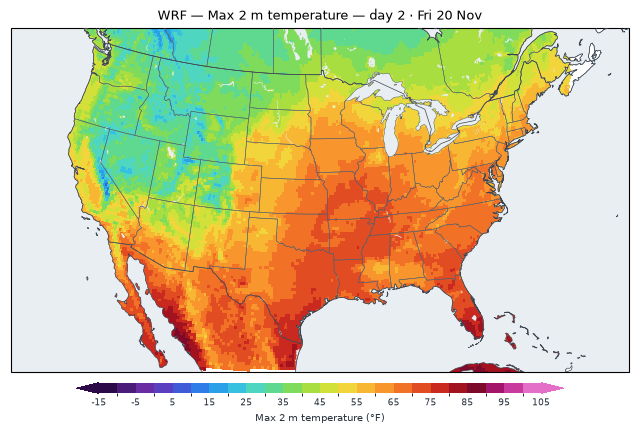 WRF — Max 2 m temperature — day 2 · Fri 20 Nov
-15 -5 5 15 25 35 45 55 65 75 85 95 105
Max 2 m temperature (°F)